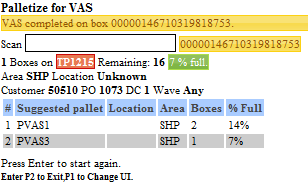 Palletize for VAS
VAS completed on box 00000146710319818753.
Scan 00000146710319818753
1 Boxes on TP1215 Remaining: 16 7 % full.
Area SHP Location Unknown
Customer 50510 PO 1073 DC 1 Wave Any
# Suggested pallet Location Area Boxes % Full
1 PVAS1 SHP 2 14%
2 PVAS3 SHP 1 7%
Press Enter to start again.
Enter P2 to Exit,P1 to Change UI.